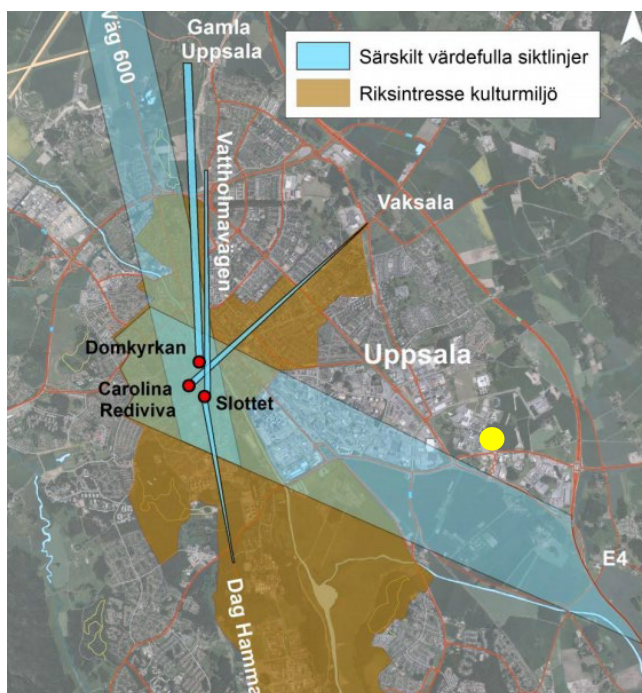 Väg 600
Gamla
Uppsala
Särskilt värdefulla siktlinjer
Riksintresse kulturmiljö
Vattholmavägen
Vaksala
Domkyrkan
Uppsala
Carolina
Rediviva
Slottet
E4
Dag Hamma